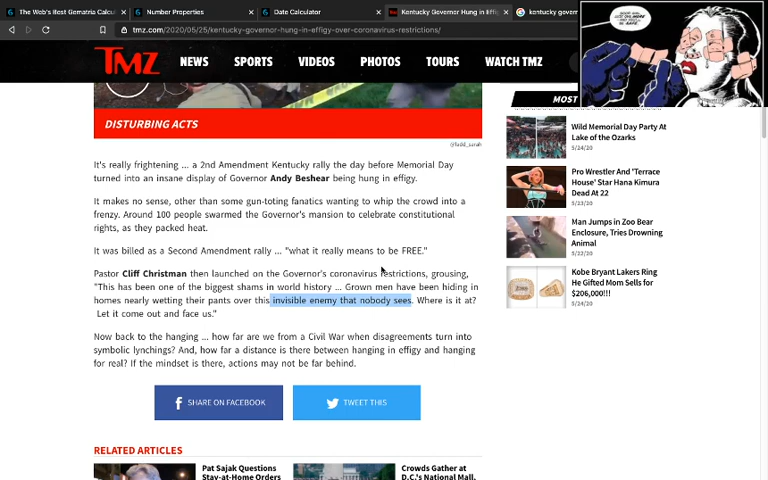 The Web's Best Gematria Calcu
Number Properties
Date Calculator
Kentucky Governor Hung in Effig
kentucky gover
tmz.com/2020/05/25/kentucky-governor-hung-in-effigy-over-coronavirus-restrictions/
TMZ
NEWS
SPORTS
VIDEOS
PHOTOS
TOURS
WATCH TMZ
DISTURBING ACTS
It's really frightening ... a 2nd Amendment Kentucky rally the day before Memorial Day
turned into an insane display of Governor Andy Beshear being hung in effigy.
It makes no sense, other than some gun-toting fanatics wanting to whip the crowd into a
frenzy. Around 100 people swarmed the Governor's mansion to celebrate constitutional
rights, as they packed heat.
It was billed as a Second Amendment rally ... "what it really means to be FREE."
Pastor Cliff Christman then launched on the Governor's coronavirus restrictions, grousing,
"This has been one of the biggest shams in world history ... Grown men have been hiding in
homes nearly wetting their pants over this invisible enemy that nobody sees. Where is it at?
Let it come out and face us."
Now back to the hanging ... how far are we from a Civil War when disagreements turn into
symbolic lynchings? And, how far a distance is there between hanging in effigy and hanging
for real? If the mindset is there, actions may not be far behind.
SHARE ON FACEBOOK
TWEET THIS
RELATED ARTICLES
Pat Sajak Questions
Stay-at-Home Orders
Crowds Gather at
D.C.'s National Mall,
MOST
Wild Memorial Day Party At
Lake of the Ozarks
5/24/20
Pro Wrestler And 'Terrace
House' Star Hana Kimura
Dead At 22
5/23/20
Man Jumps in Zoo Bear
Enclosure, Tries Drowning
Animal
5/22/20
Kobe Bryant Lakers Ring
He Gifted Mom Sells for
$206,000!!!
5/24/20